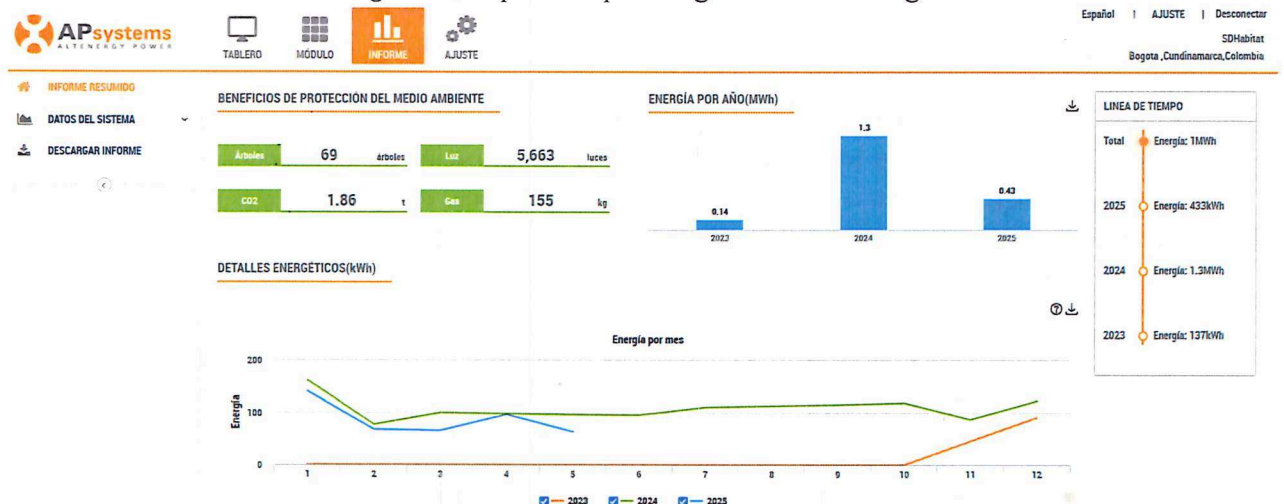 APsystems
ALTENERGY POWER
TABLERO
MÓDULO
INFORME
AJUSTE
Español | AJUSTE | Desconectar
SDHabitat
Bogota ,Cundinamarca,Colombia
INFORME RESUMIDO
DATOS DEL SISTEMA
DESCARGAR INFORME
BENEFICIOS DE PROTECCIÓN DEL MEDIO AMBIENTE
Árboles 69 árboles
Luz 5,663 luces
CO2 1.86 t
Gas 155 kg
ENERGÍA POR AÑO(MWh)
0.14
1.3
0.43
2023 2024 2025
LINEA DE TIEMPO
Total Energía: 1MWh
2025 Energía: 433kWh
2024 Energía: 1.3MWh
2023 Energía: 137kWh
DETALLES ENERGÉTICOS(kWh)
Energía por mes
Energía
200
100
0
1 2 3 4 5 6 7 8 9 10 11 12
2023 2024 2025